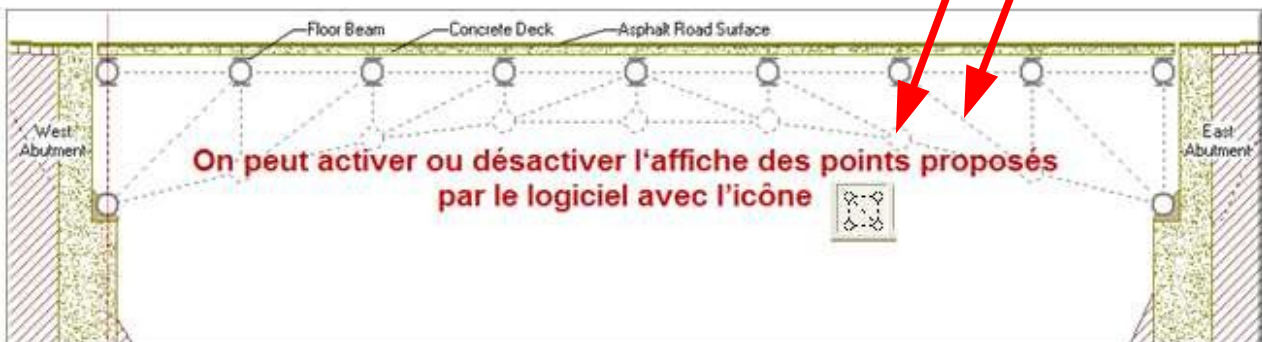 Floor Beam
Concrete Deck
Asphalt Road Surface
West
Abutment
East
Abutment
On peut activer ou désactiver l'affiche des points proposés
par le logiciel avec l'icône